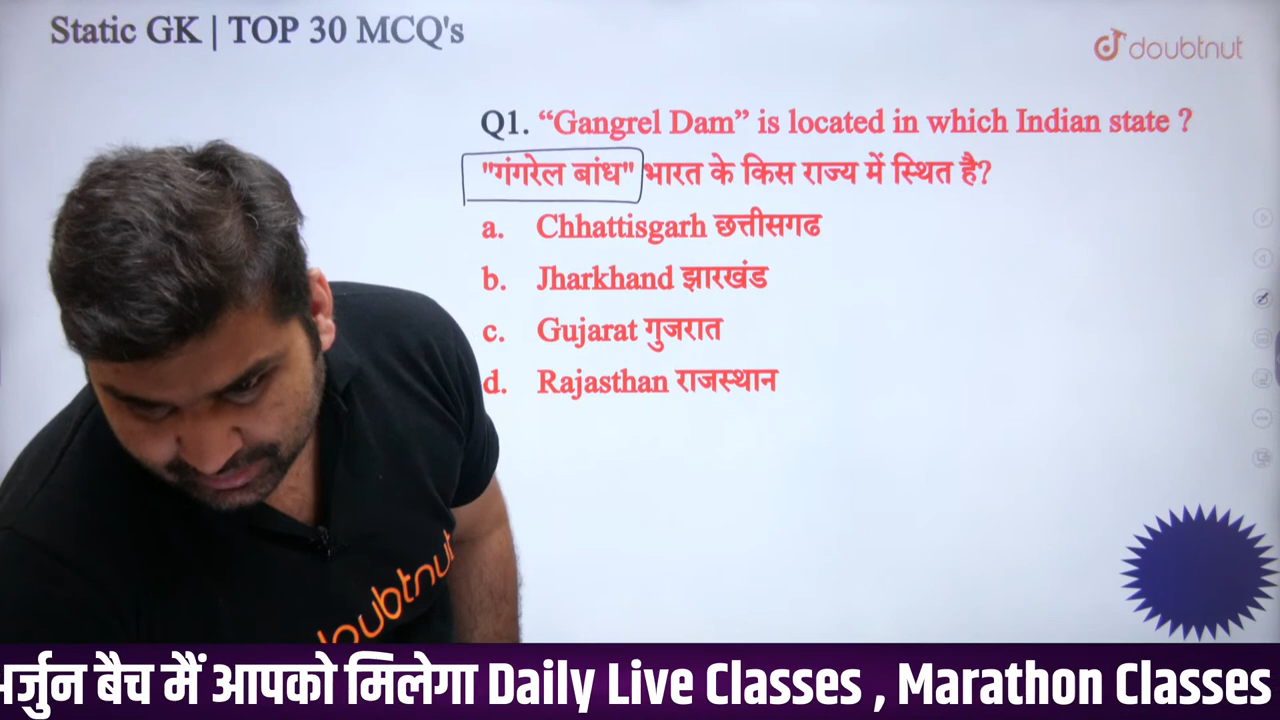 Static GK | TOP 30 MCQ's
doubtnut
Q1. “Gangrel Dam” is located in which Indian state ?
"गंगरेल बांध" भारत के किस राज्य में स्थित है?
a. Chhattisgarh छत्तीसगढ
b. Jharkhand झारखंड
c. Gujarat गुजरात
d. Rajasthan राजस्थान
doubtnut
र्जुन बैच मैं आपको मिलेगा Daily Live Classes , Marathon Classes